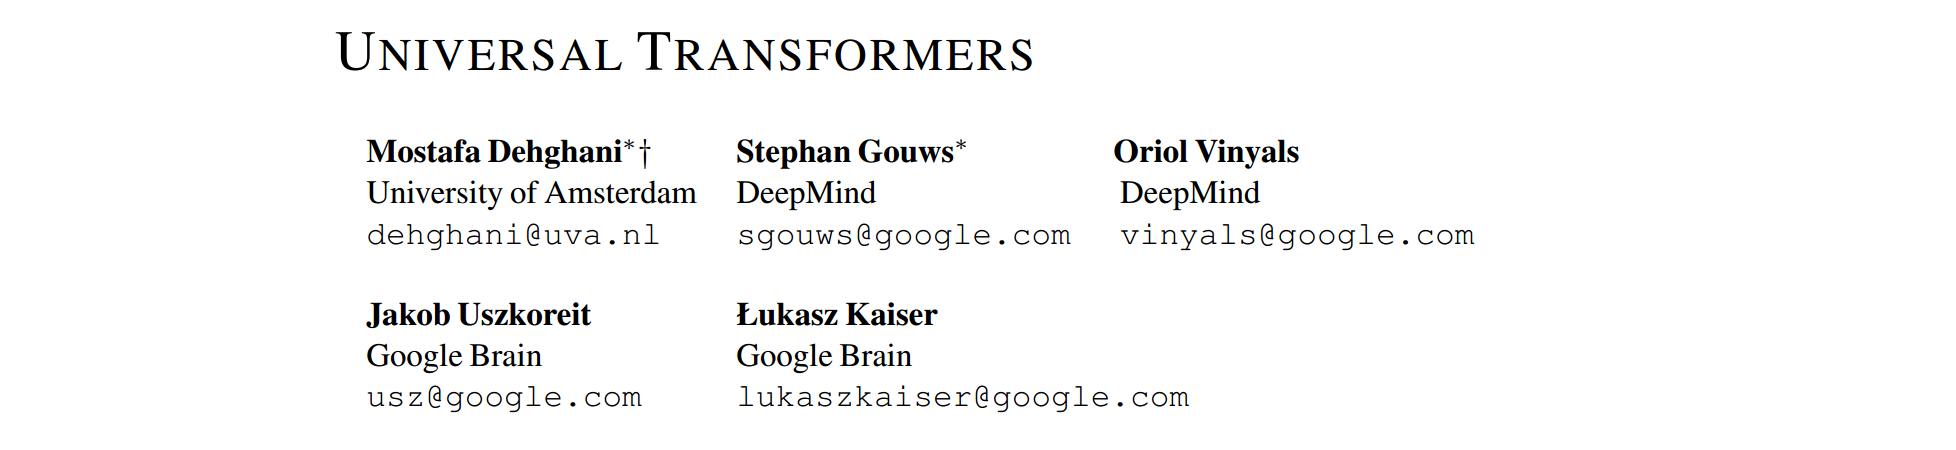 UNIVERSAL TRANSFORMERS
Mostafa Dehghani*† Stephan Gouws* Oriol Vinyals
University of Amsterdam DeepMind DeepMind
dehghani@uva.nl sgouws@google.com vinyals@google.com
Jakob Uszkoreit Łukasz Kaiser
Google Brain Google Brain
usz@google.com lukaszkaiser@google.com